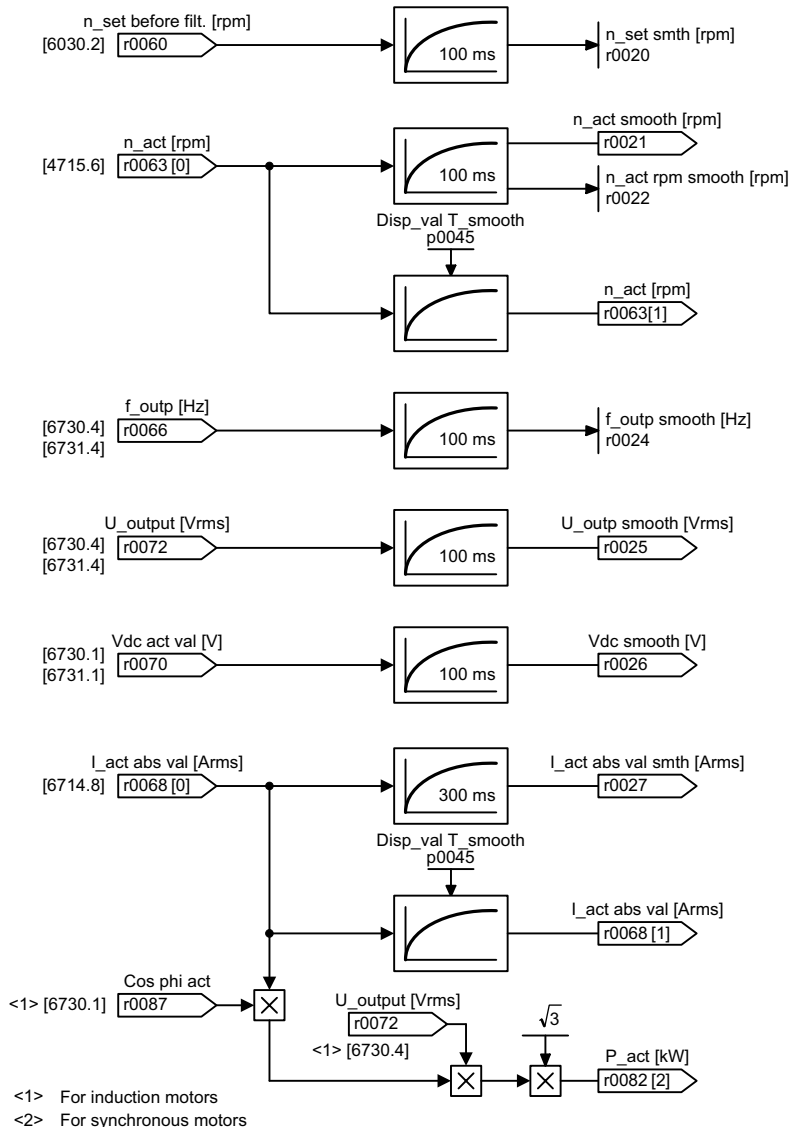 n_set before filt. [rpm]
[6030.2] r0060
100 ms
n_set smth [rpm]
r0020
n_act [rpm]
[4715.6] r0063 [0]
100 ms
n_act smooth [rpm]
r0021
n_act rpm smooth [rpm]
r0022
Disp_val T_smooth
p0045
n_act [rpm]
r0063[1]
f_outp [Hz]
[6730.4] r0066
[6731.4]
100 ms
f_outp smooth [Hz]
r0024
U_output [Vrms]
[6730.4] r0072
[6731.4]
100 ms
U_outp smooth [Vrms]
r0025
Vdc act val [V]
[6730.1] r0070
[6731.1]
100 ms
Vdc smooth [V]
r0026
I_act abs val [Arms]
[6714.8] r0068 [0]
300 ms
I_act abs val smth [Arms]
r0027
Disp_val T_smooth
p0045
I_act abs val [Arms]
r0068 [1]
Cos phi act
<1> [6730.1] r0087
U_output [Vrms]
r0072
<1> [6730.4]
√3
P_act [kW]
r0082 [2]
<1> For induction motors
<2> For synchronous motors